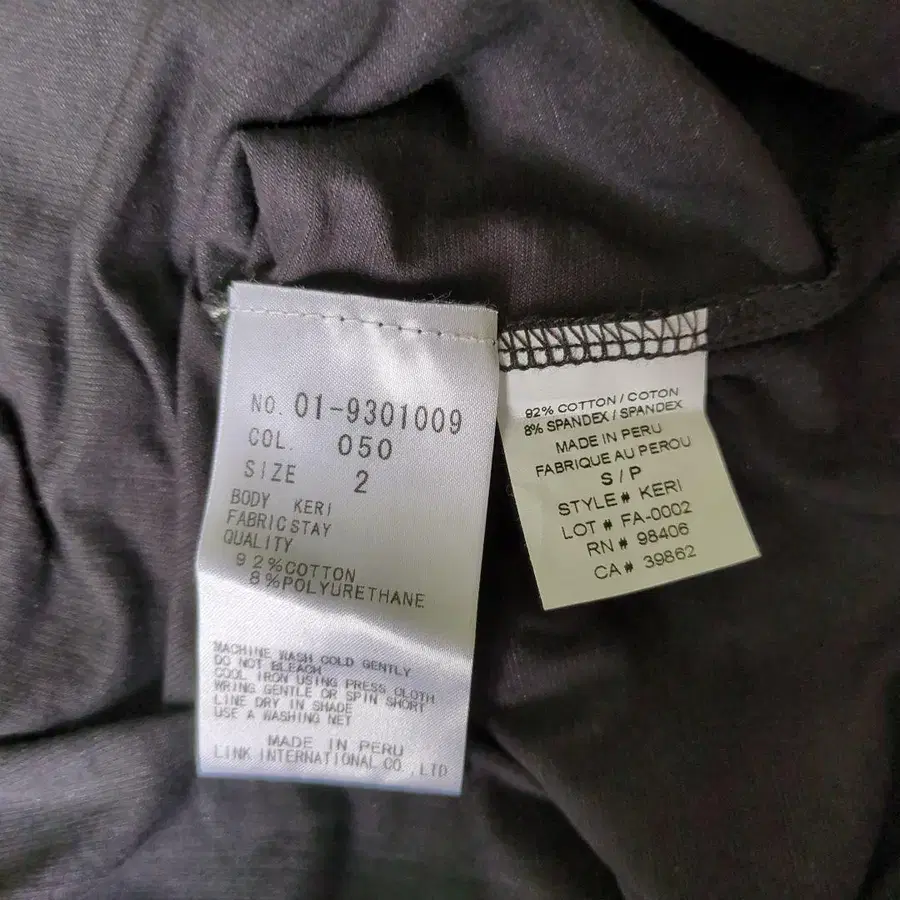 NO. 01-9301009
COL. 050
SIZE 2
BODY KERI
FABRIC STAY
QUALITY
92%COTTON
8%POLYURETHANE
MACHINE WASH COLD GENTLY
DO NOT BLEACH
COOL IRON USING PRESS CLOTH
WRING GENTLE OR SPIN SHORT
LINE DRY IN SHADE
USE A WASHING NET
MADE IN PERU
LINK INTERNATIONAL CO.,LTD
92% COTTON / COTON
8% SPANDEX / SPANDEX
MADE IN PERU
FABRIQUE AU PEROU
S / P
STYLE# KERI
LOT # FA-0002
RN # 98406
CA# 39862